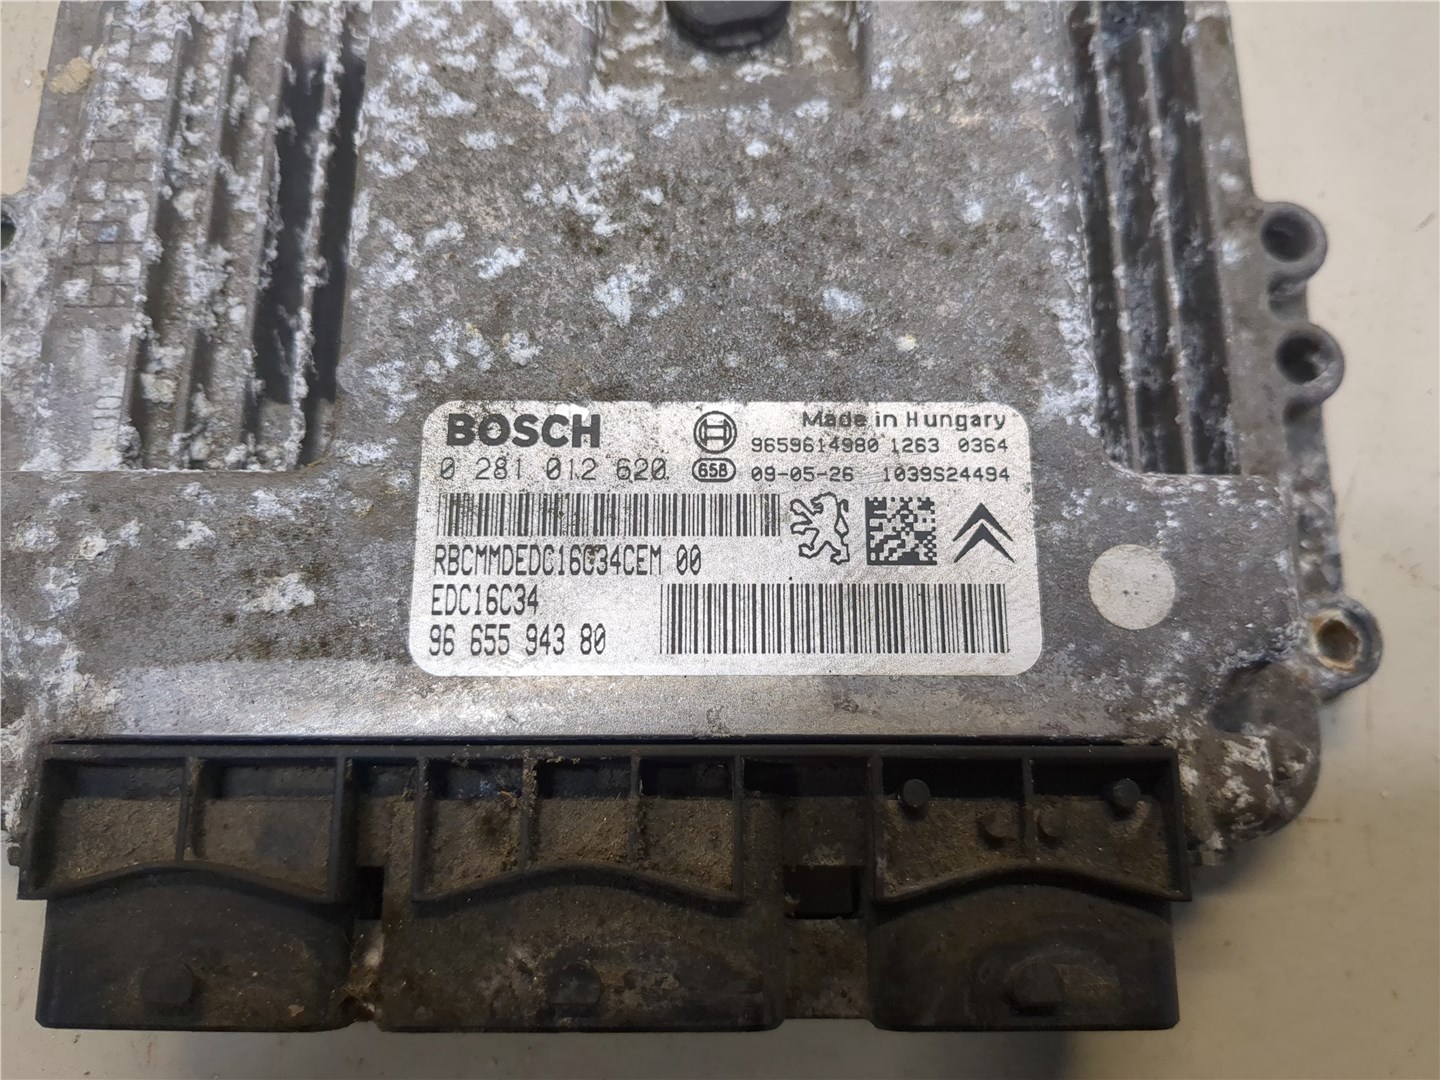 BOSCH
Made in Hungary
9659614980 1263 0364
0 281 012 620 658 09-05-26 1039S24494
RBCMMDEDC16C34CEM 00
EDC16C34
96 655 943 80